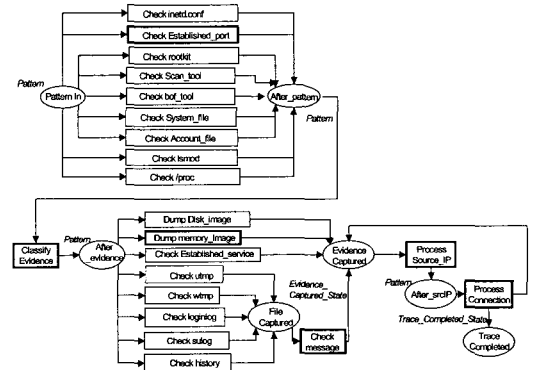 Check inetd.conf
Check Established_port
Check rootkit
Pattern
Check Scan_tool
Pattern In
Check bof_tool
After_pattern
Check System_file
Pattern
Check Account_file
Check lsmod
Check /proc
Dump Disk_image
Pattern
Classify
Evidence
After
_evidence
Dump memory_Image
Check Established_service
Evidence
Captured
Process
Source_IP
Check utmp
Evidence_
Captured_State
Pattern
Check wtmp
After_srcIP
Process
Connection
Check loginlog
File
Captured
Trace_Completed_State
Check sulog
Check
message
Trace
Completed
Check history